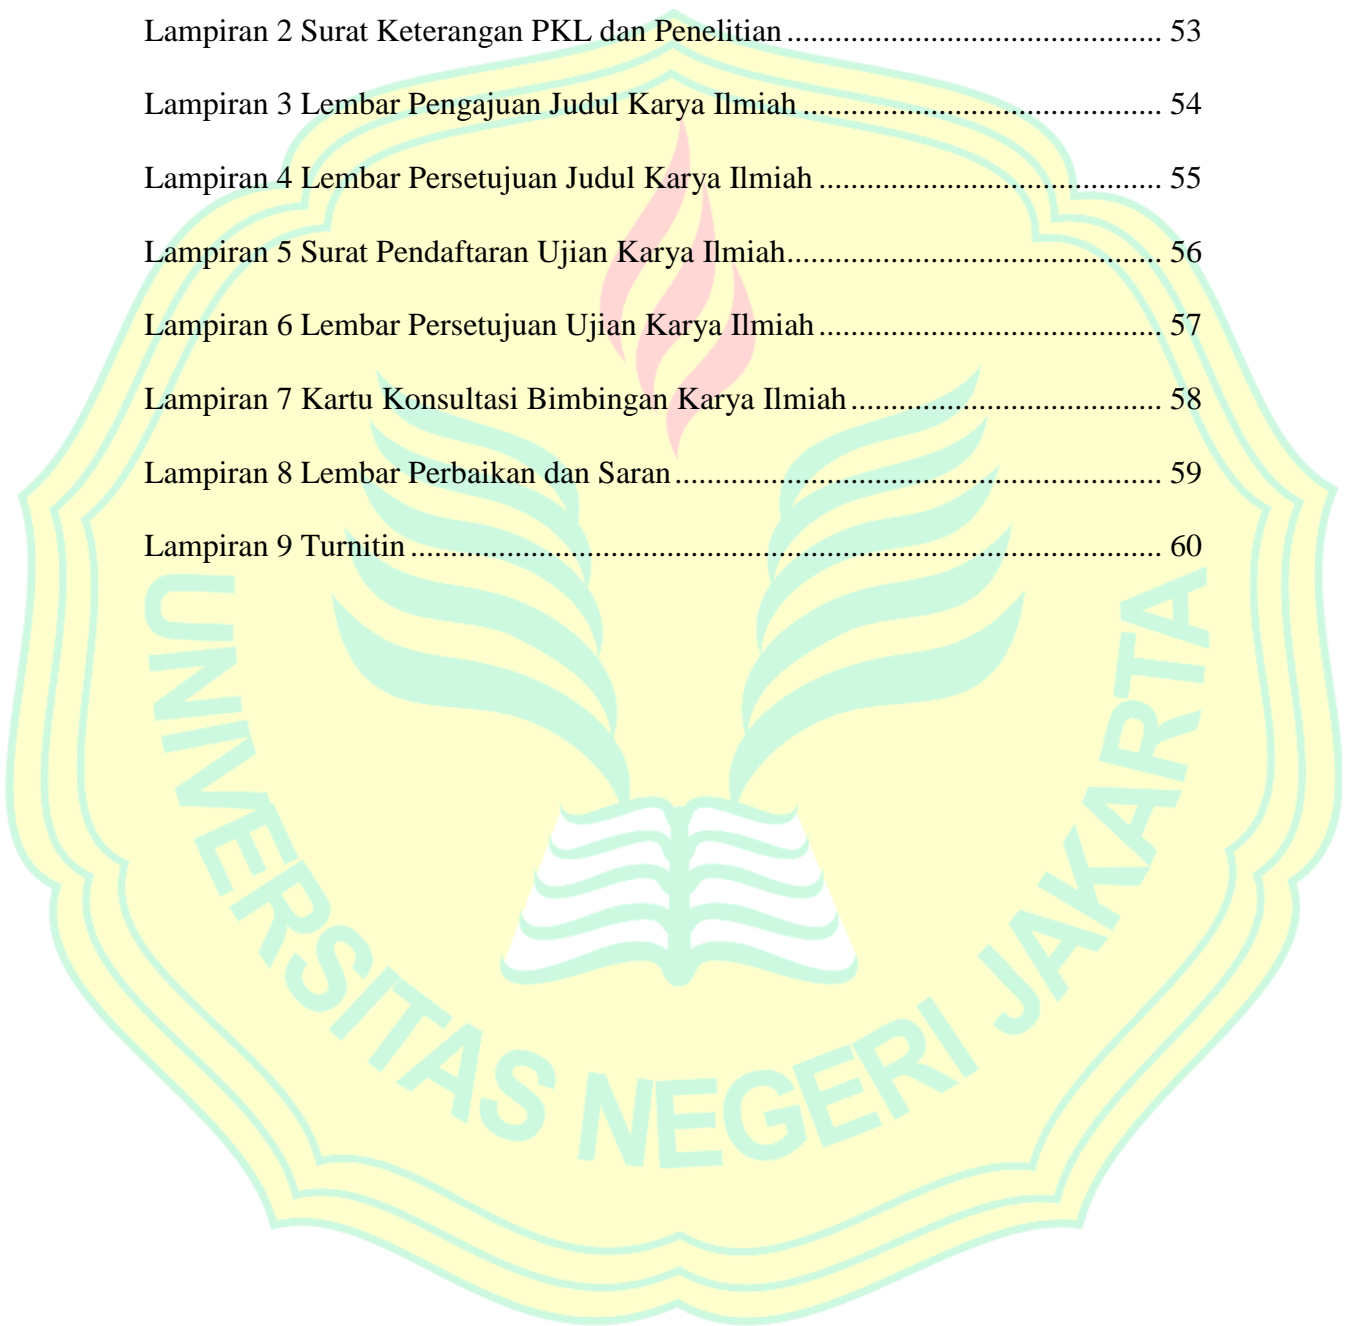 Lampiran 2 Surat Keterangan PKL dan Penelitian ............................................... 53
Lampiran 3 Lembar Pengajuan Judul Karya Ilmiah ............................................. 54
Lampiran 4 Lembar Persetujuan Judul Karya Ilmiah ........................................... 55
Lampiran 5 Surat Pendaftaran Ujian Karya Ilmiah............................................... 56
Lampiran 6 Lembar Persetujuan Ujian Karya Ilmiah ........................................... 57
Lampiran 7 Kartu Konsultasi Bimbingan Karya Ilmiah ....................................... 58
Lampiran 8 Lembar Perbaikan dan Saran ............................................................. 59
Lampiran 9 Turnitin .............................................................................................. 60
UNIVERSITAS NEGERI JAKARTA